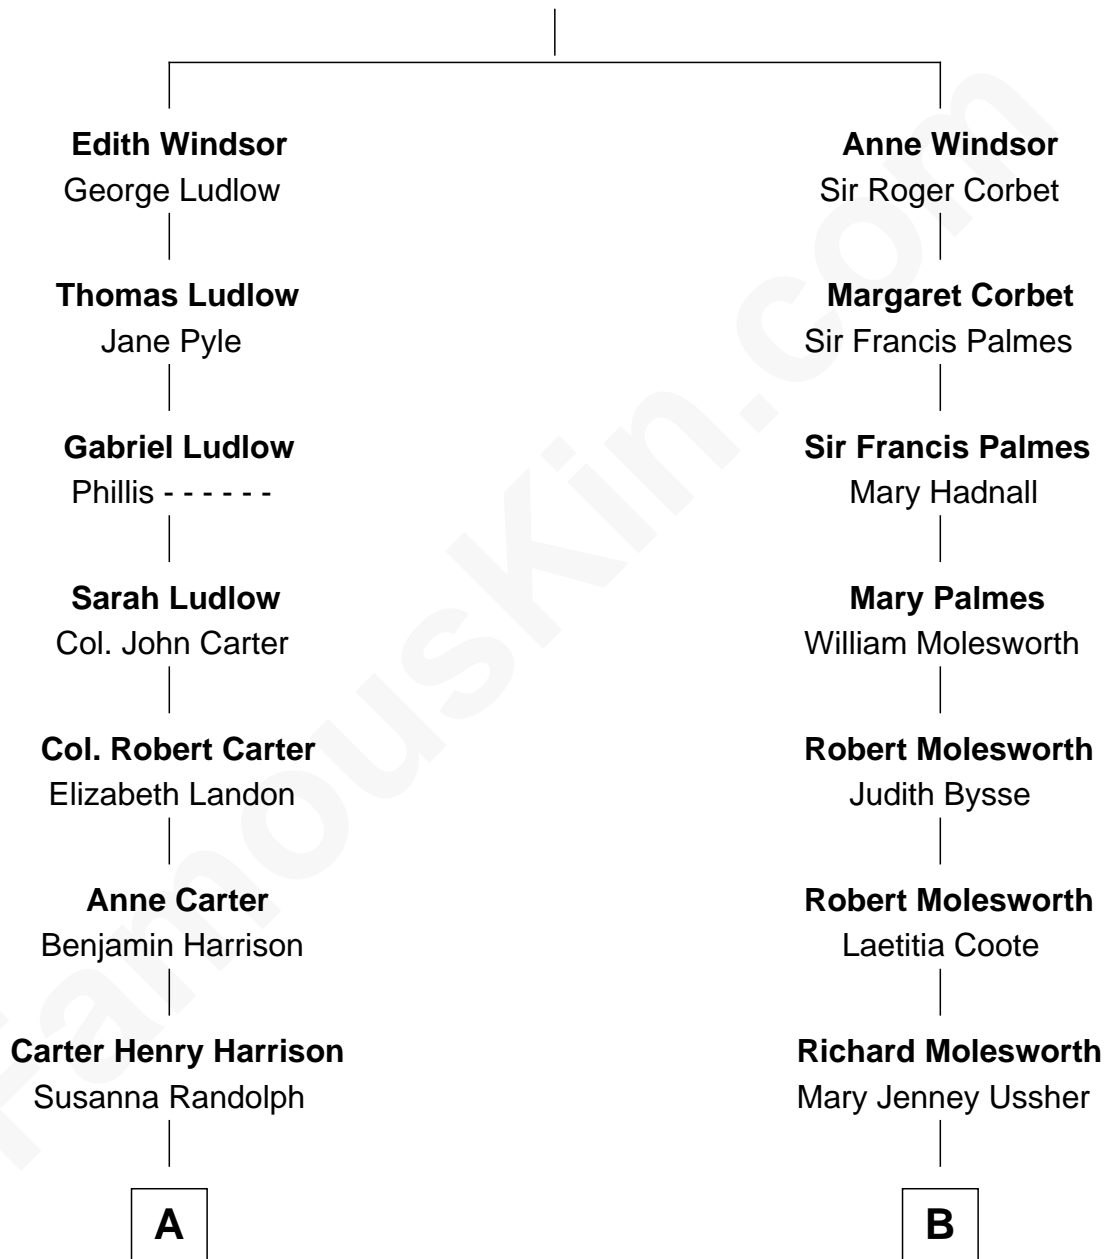 Edith Windsor
George Ludlow
Thomas Ludlow
Jane Pyle
Gabriel Ludlow
Phillis - - - - - -
Sarah Ludlow
Col. John Carter
Col. Robert Carter
Elizabeth Landon
Anne Carter
Benjamin Harrison
Carter Henry Harrison
Susanna Randolph
A
Anne Windsor
Sir Roger Corbet
Margaret Corbet
Sir Francis Palmes
Sir Francis Palmes
Mary Hadnall
Mary Palmes
William Molesworth
Robert Molesworth
Judith Bysse
Robert Molesworth
Laetitia Coote
Richard Molesworth
Mary Jenney Ussher
B
FamousKin.com